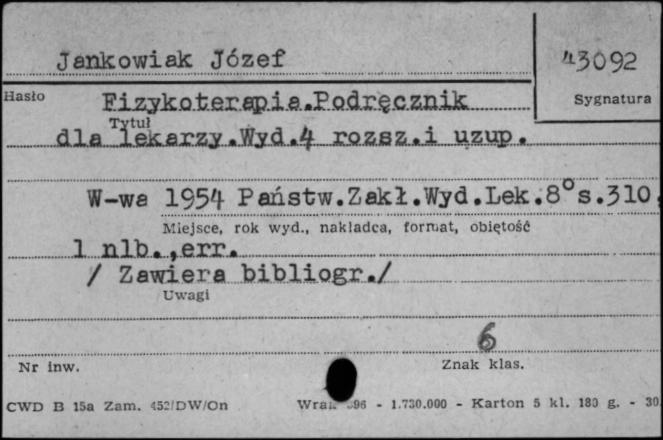 Jankowiak Józef
43092
Hasło
Sygnatura
Fizykoterapia.Podręcznik
Tytuł
dla lekarzy.Wyd.4 rozsz.i uzup.
W-wa 1954 Państw.Zakł.Wyd.Lek.8°s.310,
Miejsce, rok wyd., nakładca, format, objętość
1 nlb.,err.
/ Zawiera bibliogr./
Uwagi
6
Nr inw.
Znak klas.
CWD B 15a Zam. 452/DW/On - 1.730.000 - Karton 5 kl. 180 g. - 30